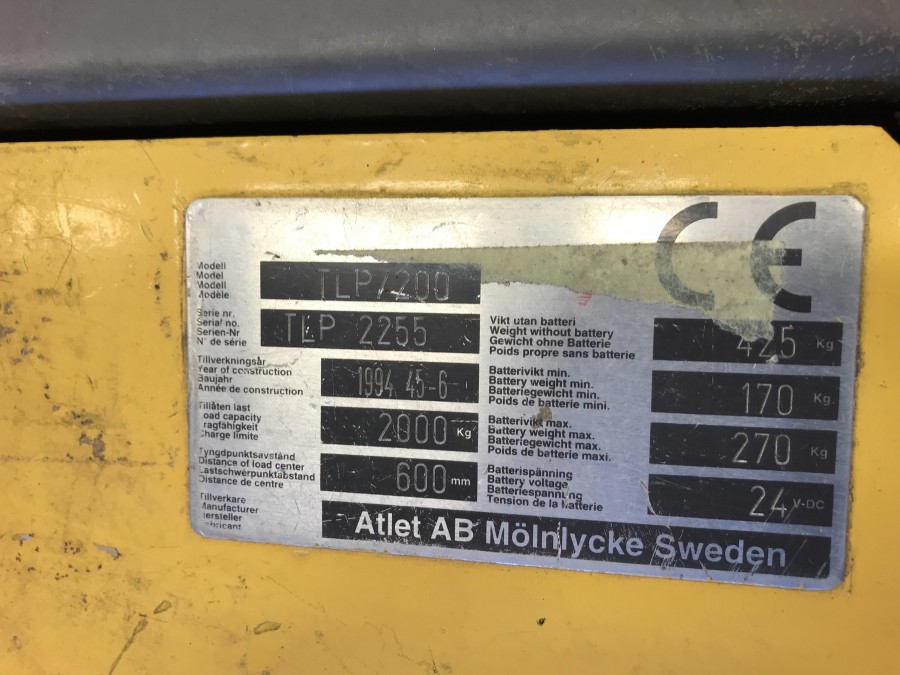 CE
Modell
Model
Modell
Modèle
TLP/200
Serie nr.
Serial no.
Serien-Nr
N° de série
TLP 2255
Tillverkningsår
Year of construction
Baujahr
Année de construction
1994 45-6
Tillåten last
Load capacity
Tragfähigkeit
Charge limite
2000 Kg
Tyngdpunktsavstånd
Distance of load center
Lastschwerpunktabstand
Distance de centre
600 mm
Vikt utan batteri
Weight without battery
Gewicht ohne Batterie
Poids propre sans batterie
425 Kg
Batterivikt min.
Battery weight min.
Batteriegewicht min.
Poids de batterie mini.
170 Kg.
Batterivikt max.
Battery weight max.
Batteriegewicht max.
Poids de batterie maxi.
270 Kg
Batterispänning
Battery voltage
Batteriespannung
Tension de la batterie
24 V-DC
Tillverkare
Manufacturer
Hersteller
Fabricant
Atlet AB Mölnlycke Sweden